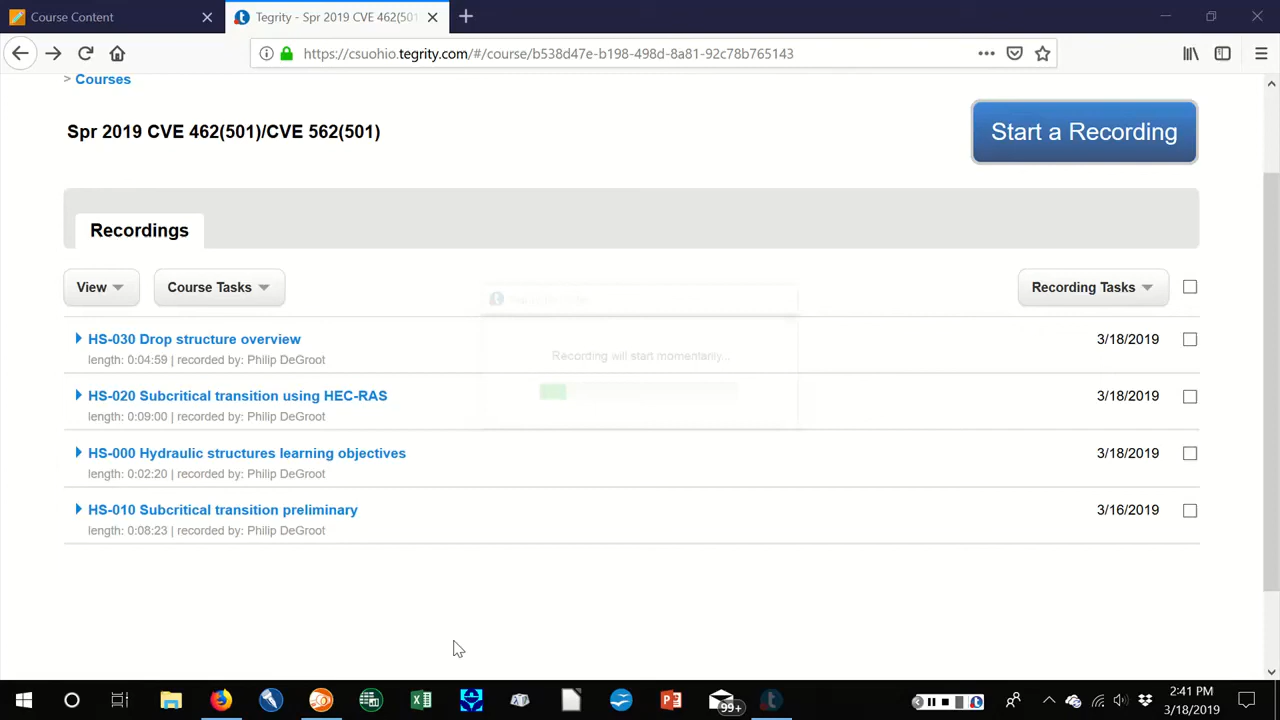 Course Content
Tegrity - Spr 2019 CVE 462(501)
https://csuohio.tegrity.com/#/course/b538d47e-b198-498d-8a81-92c78b765143
> Courses
Spr 2019 CVE 462(501)/CVE 562(501)
Start a Recording
Recordings
View
Course Tasks
Recording Tasks
Recording will start momentarily...
HS-030 Drop structure overview
3/18/2019
length: 0:04:59 | recorded by: Philip DeGroot
HS-020 Subcritical transition using HEC-RAS
3/18/2019
length: 0:09:00 | recorded by: Philip DeGroot
HS-000 Hydraulic structures learning objectives
3/18/2019
length: 0:02:20 | recorded by: Philip DeGroot
HS-010 Subcritical transition preliminary
3/16/2019
length: 0:08:23 | recorded by: Philip DeGroot
99+
2:41 PM
3/18/2019